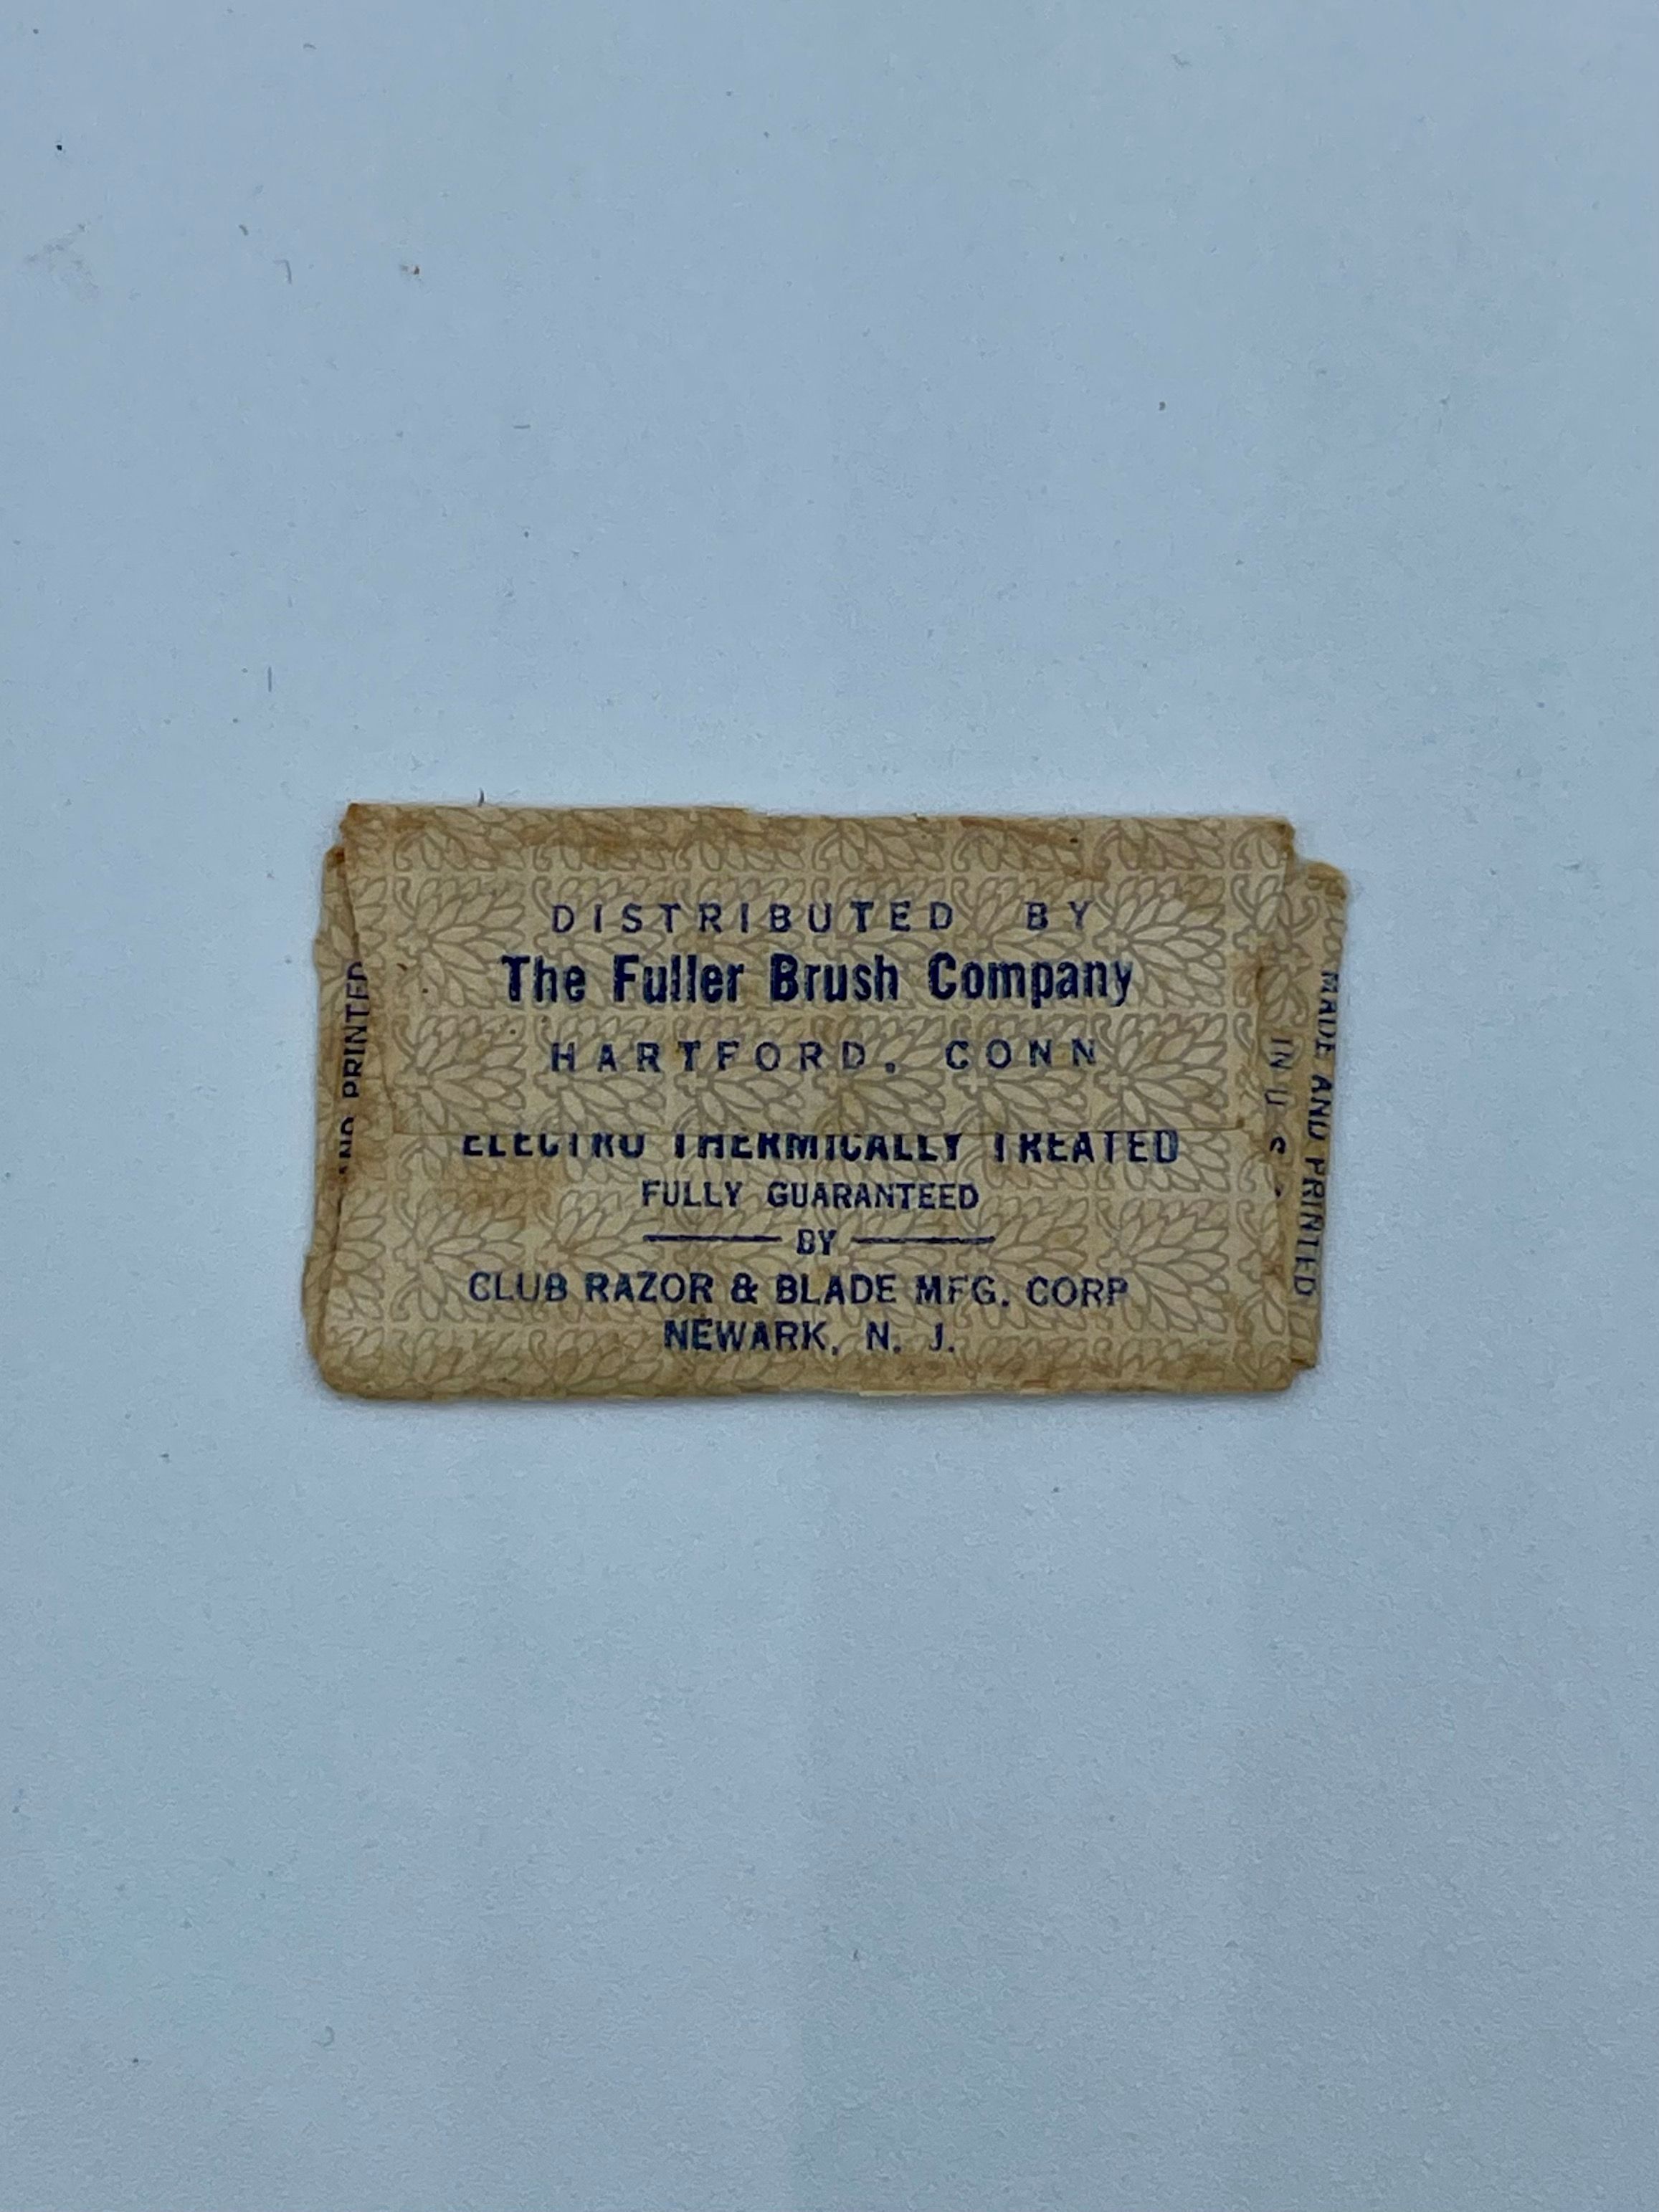 DISTRIBUTED BY
The Fuller Brush Company
HARTFORD, CONN
ELECTRO THERMICALLY TREATED
FULLY GUARANTEED
BY
CLUB RAZOR & BLADE MFG. CORP
NEWARK, N. J.
AND PRINTED
MADE AND PRINTED
IN U S